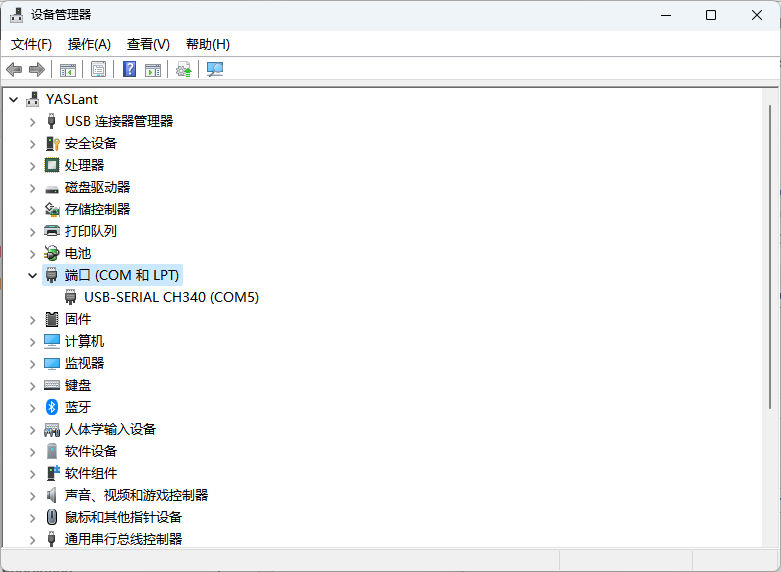 设备管理器
文件(F) 操作(A) 查看(V) 帮助(H)
YASLant
USB 连接器管理器
安全设备
处理器
磁盘驱动器
存储控制器
打印队列
电池
端口 (COM 和 LPT)
USB-SERIAL CH340 (COM5)
固件
计算机
监视器
键盘
蓝牙
人体学输入设备
软件设备
软件组件
声音、视频和游戏控制器
鼠标和其他指针设备
通用串行总线控制器